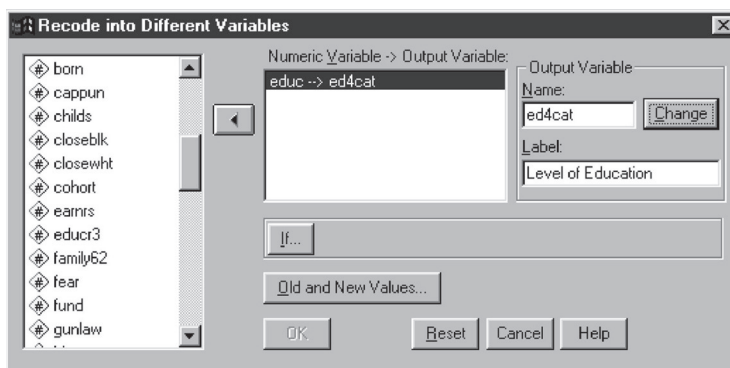 Recode into Different Variables
born
cappun
childs
closeblk
closewht
cohort
earnrs
educr3
family62
fear
fund
gunlaw
Numeric Variable -> Output Variable:
educ --> ed4cat
Output Variable
Name:
ed4cat
Change
Label:
Level of Education
If...
Old and New Values...
OK
Reset
Cancel
Help